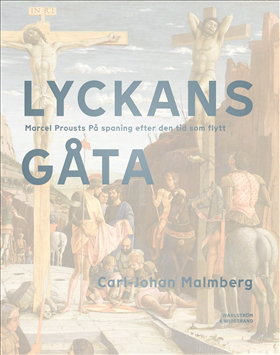 LYCKANS
Marcel Prousts På spaning efter den tid som flytt
GÅTA
Carl-Johan Malmberg
WAHLSTRÖM
& WIDSTRAND